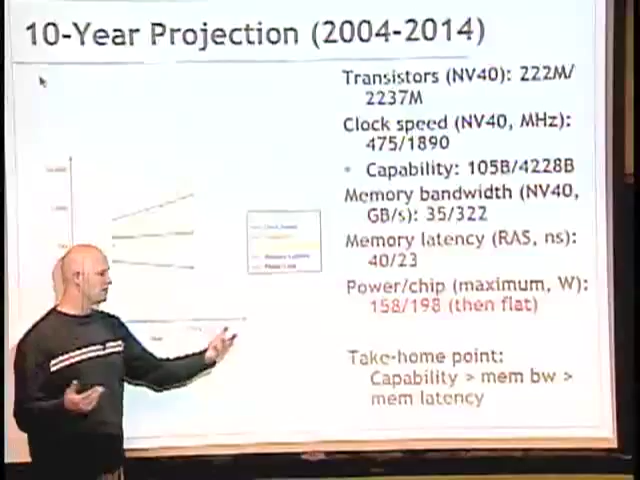 10-Year Projection (2004-2014)
Transistors (NV40): 222M/
2237M
Clock speed (NV40, MHz):
475/1890
• Capability: 105B/4228B
Memory bandwidth (NV40,
GB/s): 35/322
Memory latency (RAS, ns):
40/23
Power/chip (maximum, W):
158/198 (then flat)
Take-home point:
Capability > mem bw >
mem latency